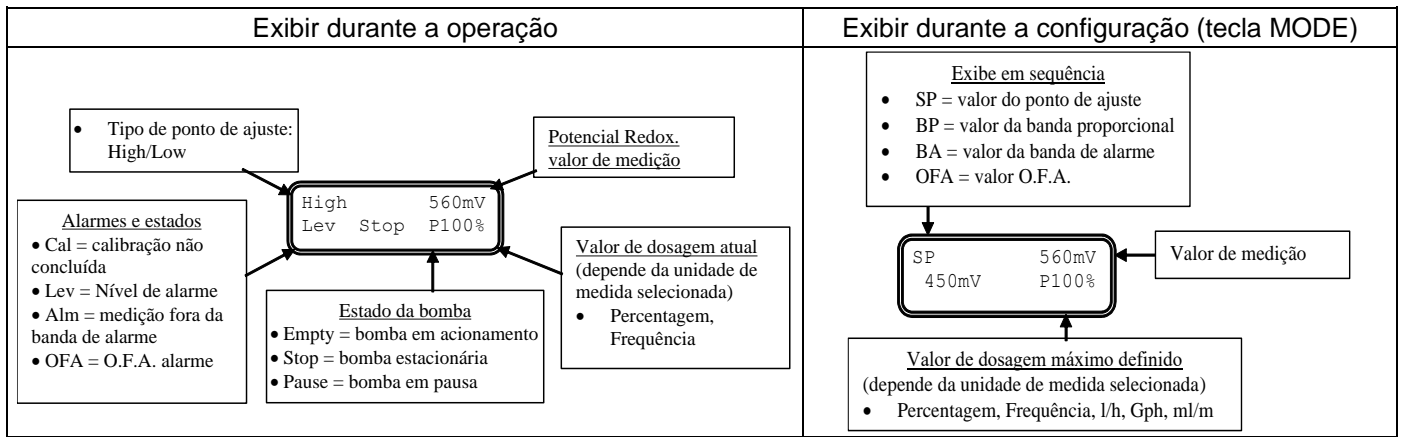 Exibir durante a operação
Exibir durante a configuração (tecla MODE)
• Tipo de ponto de ajuste:
High/Low
Potencial Redox.
valor de medição
High 560mV
Lev Stop P100%
Alarmes e estados
• Cal = calibração não
concluída
• Lev = Nível de alarme
• Alm = medição fora da
banda de alarme
• OFA = O.F.A. alarme
Estado da bomba
• Empty = bomba em acionamento
• Stop = bomba estacionária
• Pause = bomba em pausa
Valor de dosagem atual
(depende da unidade de
medida selecionada)
• Percentagem,
Frequência
Exibe em sequência
• SP = valor do ponto de ajuste
• BP = valor da banda proporcional
• BA = valor da banda de alarme
• OFA = valor O.F.A.
SP 560mV
450mV P100%
Valor de medição
Valor de dosagem máximo definido
(depende da unidade de medida selecionada)
• Percentagem, Frequência, l/h, Gph, ml/m